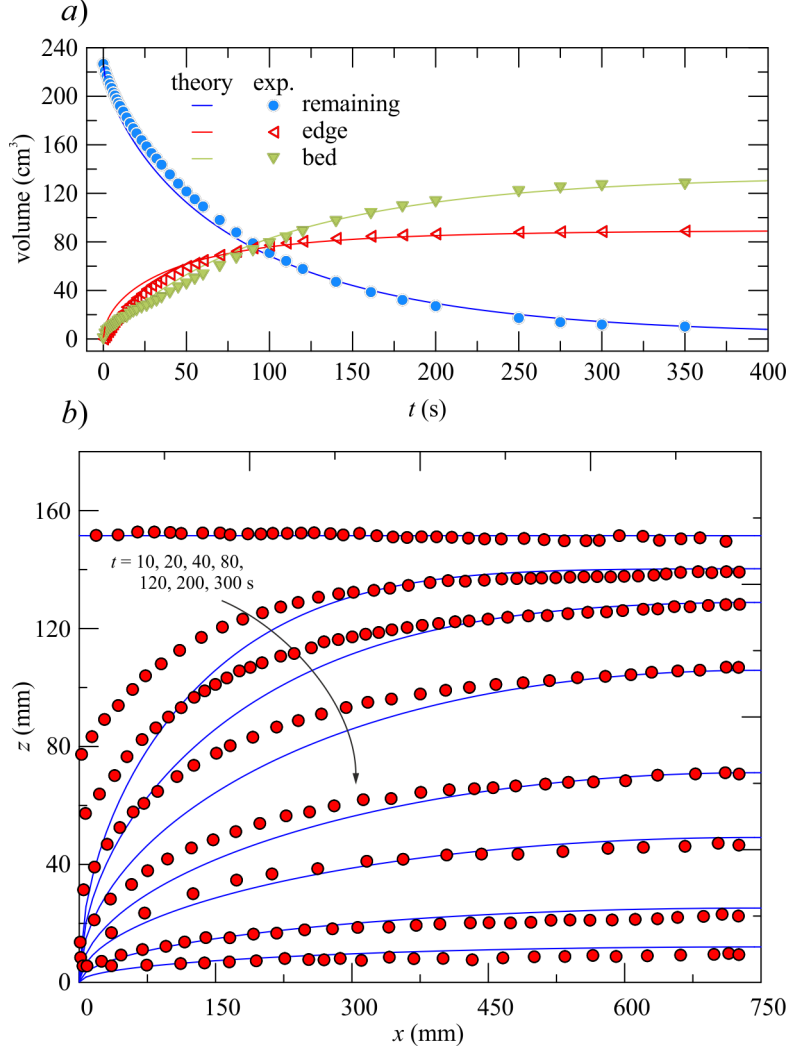 a)
240
200
160
120
80
40
0
volume (cm³)
theory exp.
remaining
edge
bed
0 50 100 150 200 250 300 350 400
t (s)
b)
160
120
80
40
0
z (mm)
t = 10, 20, 40, 80,
120, 200, 300 s
0 150 300 450 600 750
x (mm)